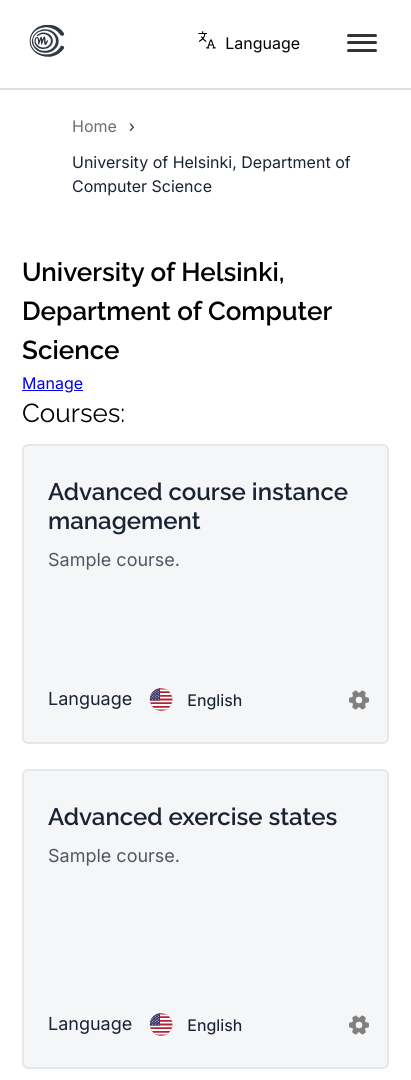 Language
Home ›
University of Helsinki, Department of
Computer Science
University of Helsinki,
Department of Computer
Science
Manage
Courses:
Advanced course instance
management
Sample course.
Language English
Advanced exercise states
Sample course.
Language English